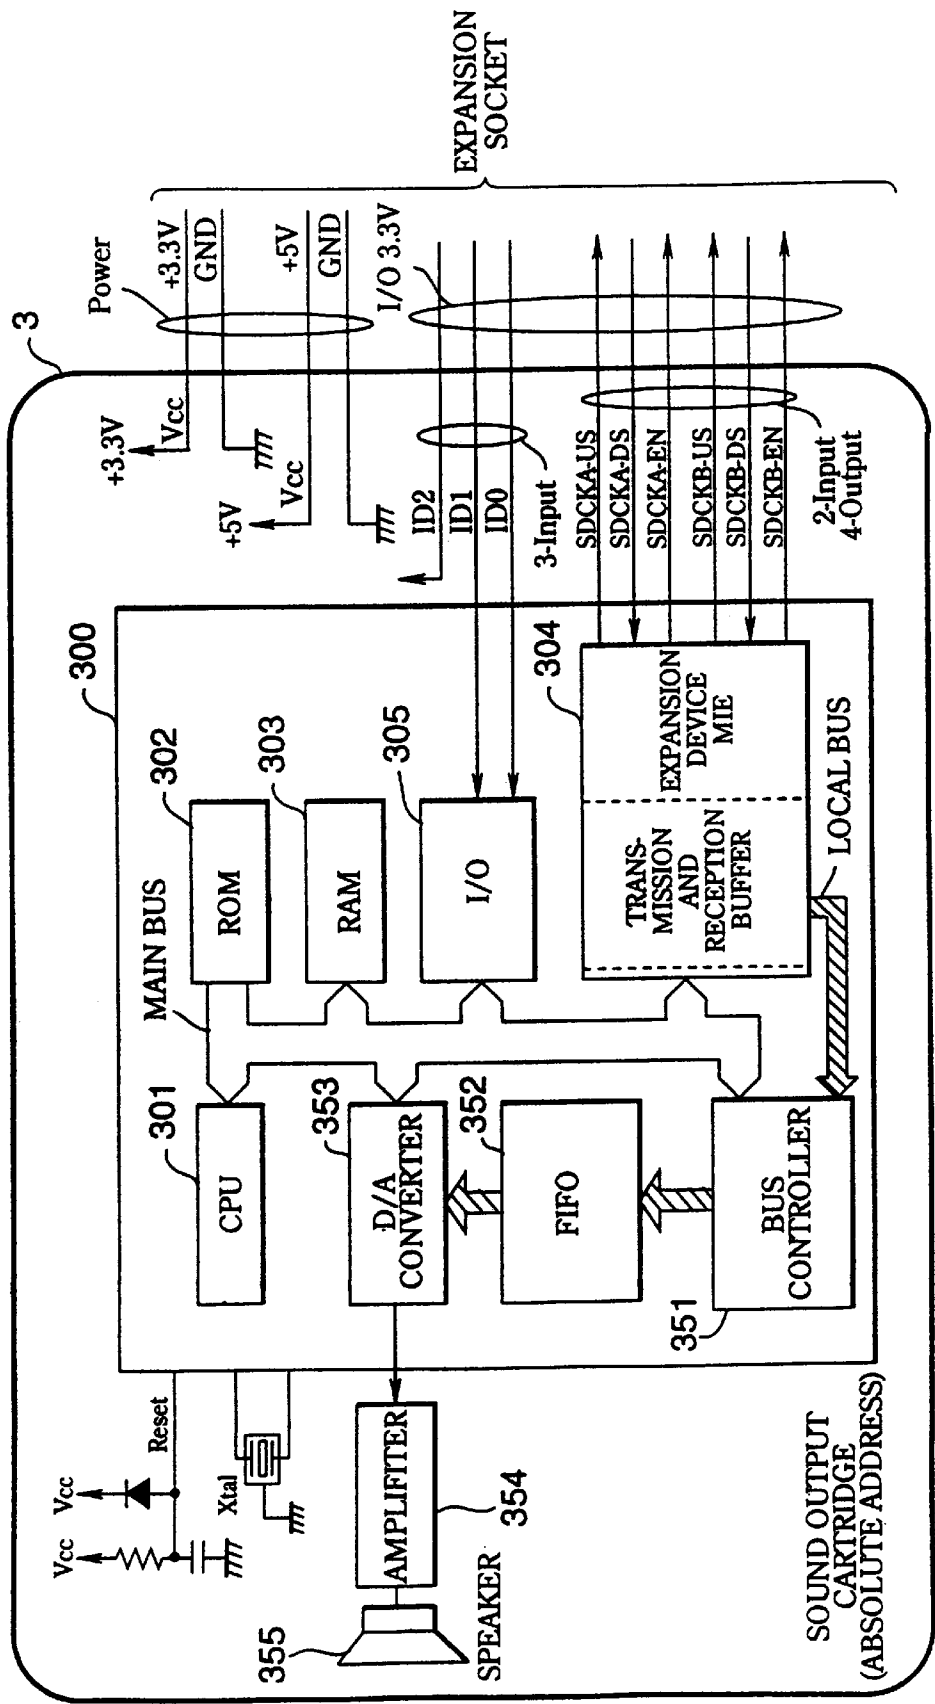 3
Power
+3.3V
GND
+5V
GND
I/O 3.3V
EXPANSION
SOCKET
+3.3V
Vcc
+5V
Vcc
ID2
ID1
ID0
3-Input
SDCKA-US
SDCKA-DS
SDCKA-EN
SDCKB-US
SDCKB-DS
SDCKB-EN
2-Input
4-Output
300
302
ROM
303
RAM
305
I/O
304
EXPANSION
DEVICE
MIE
TRANS-
MISSION
AND
RECEPTION
BUFFER
LOCAL BUS
MAIN BUS
301
CPU
353
D/A
CONVERTER
352
FIFO
351
BUS
CONTROLLER
Vcc
Vcc
Reset
Xtal
AMPLIFITER
354
355
SPEAKER
SOUND OUTPUT
CARTRIDGE
(ABSOLUTE ADDRESS)